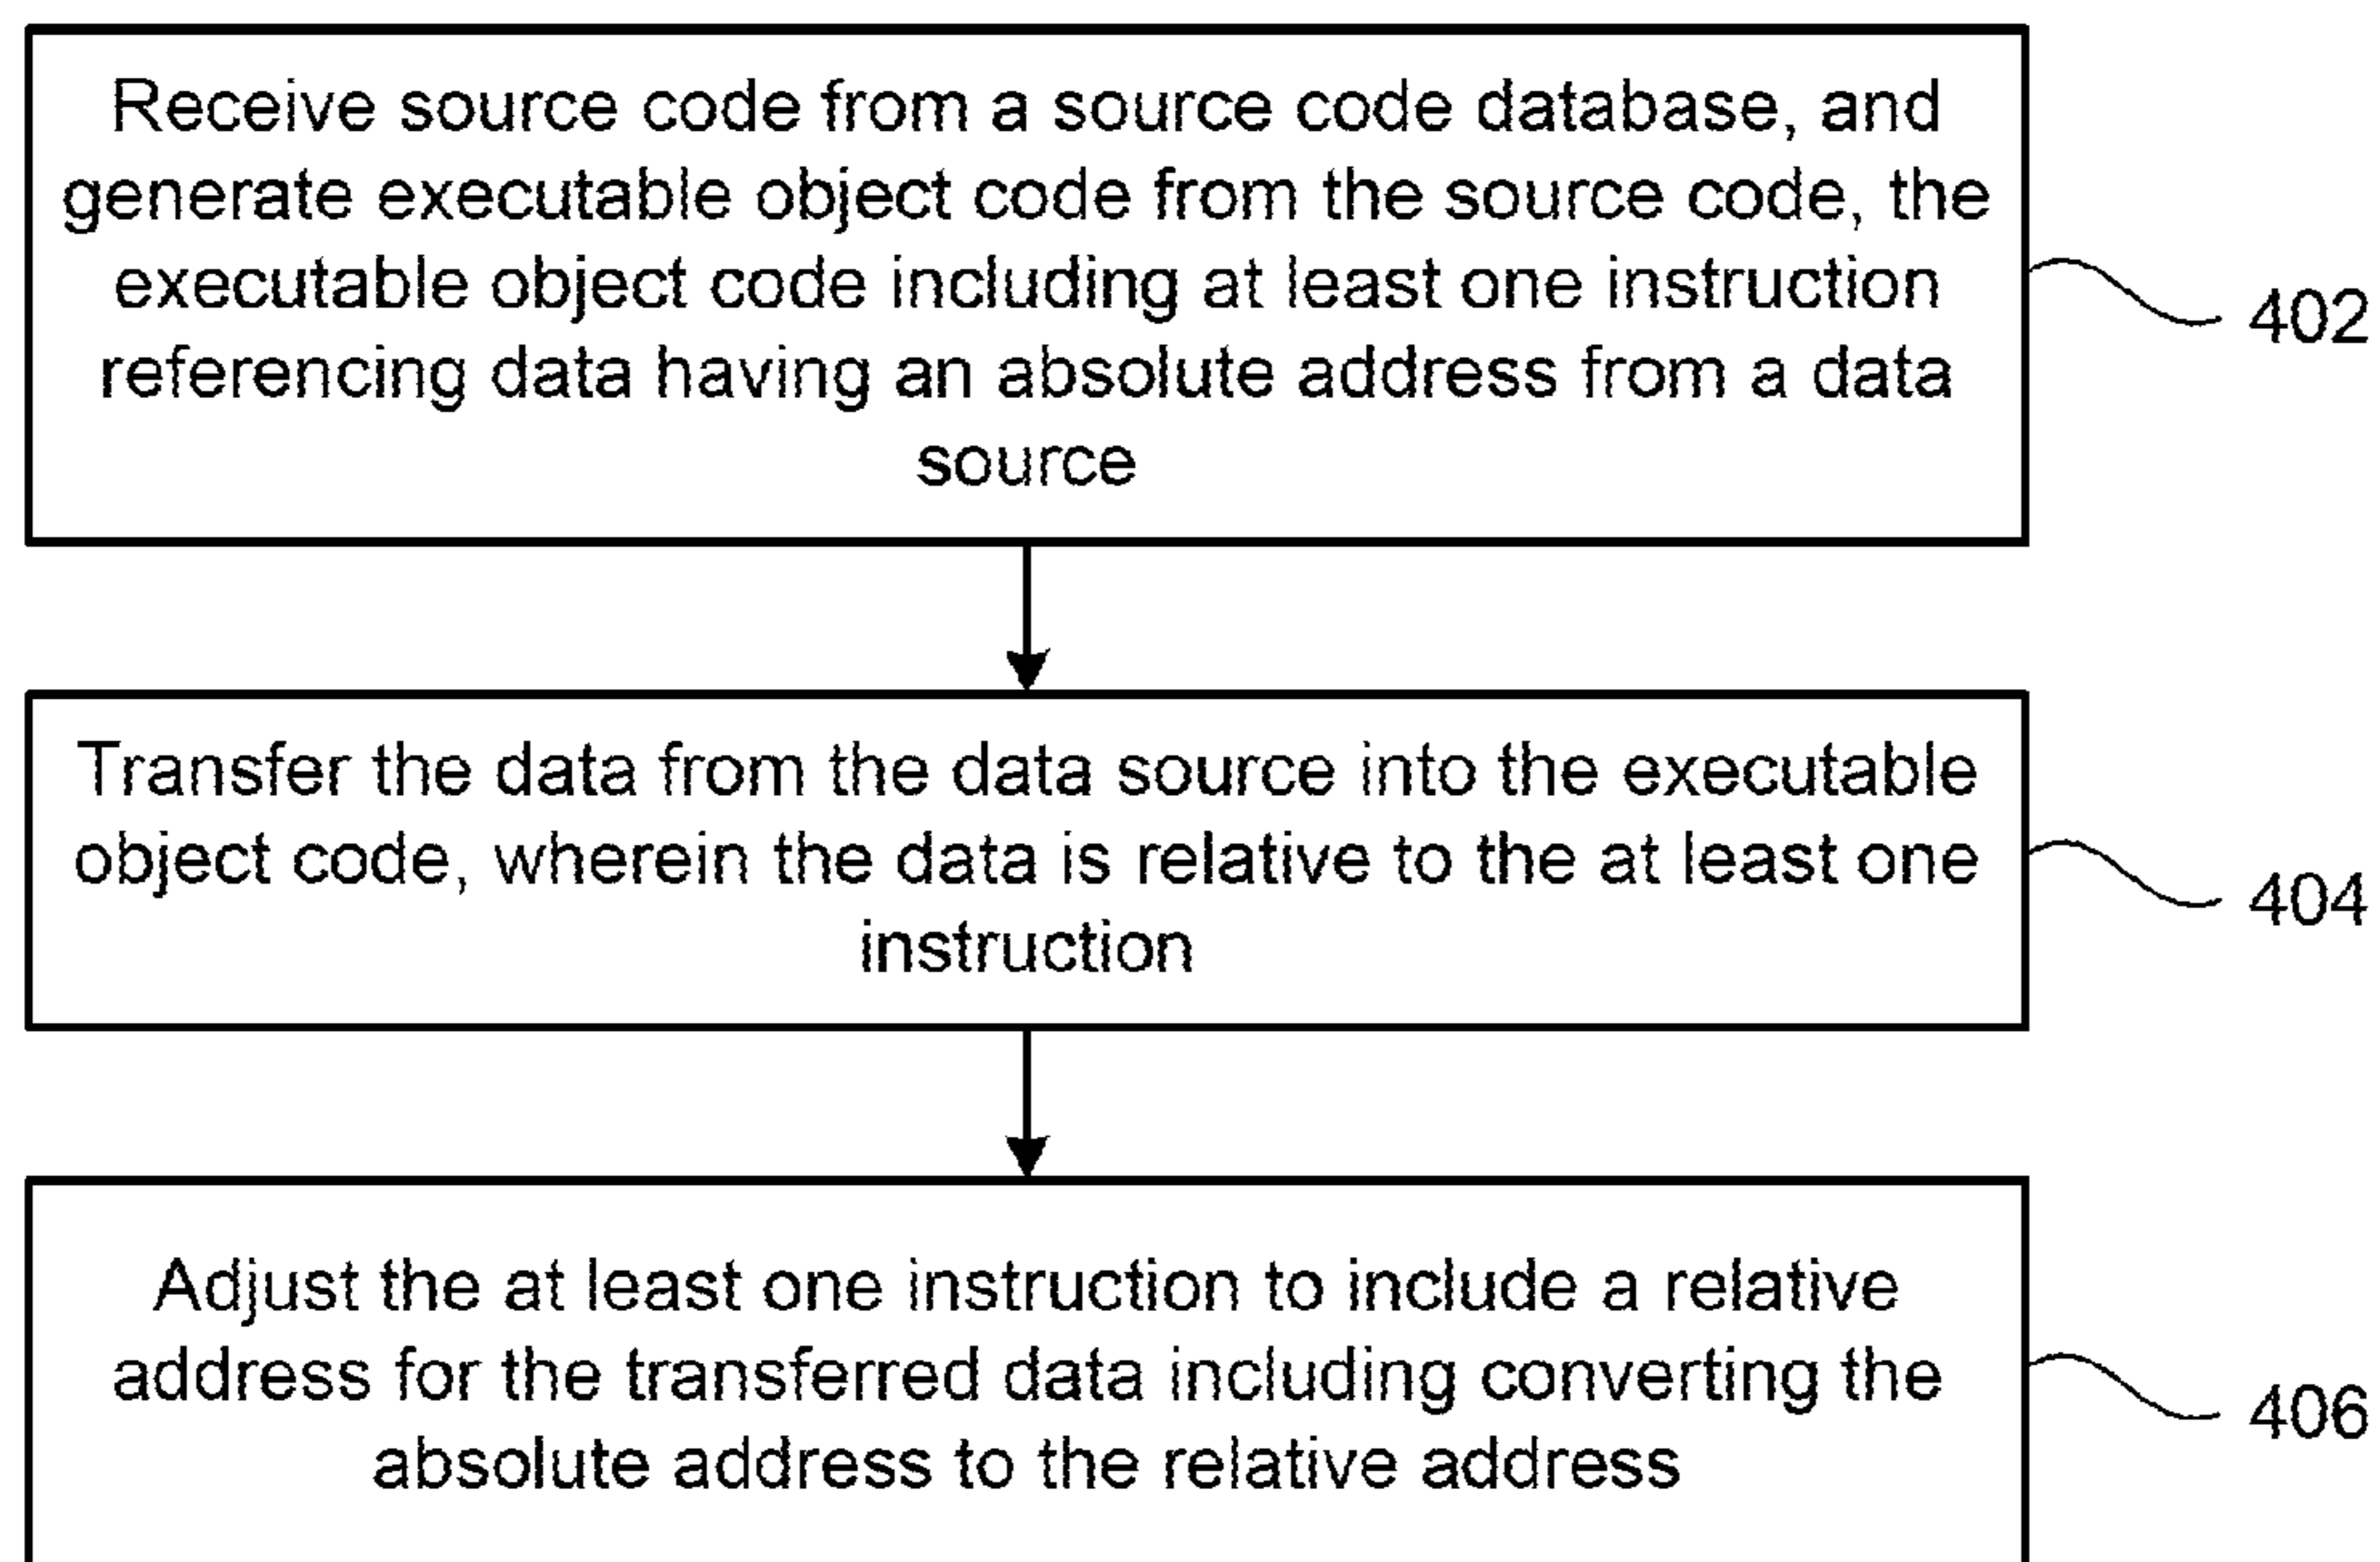 Receive source code from a source code database, and
generate executable object code from the source code, the
executable object code including at least one instruction
referencing data having an absolute address from a data
source
402
Transfer the data from the data source into the executable
object code, wherein the data is relative to the at least one
instruction
404
Adjust the at least one instruction to include a relative
address for the transferred data including converting the
absolute address to the relative address
406